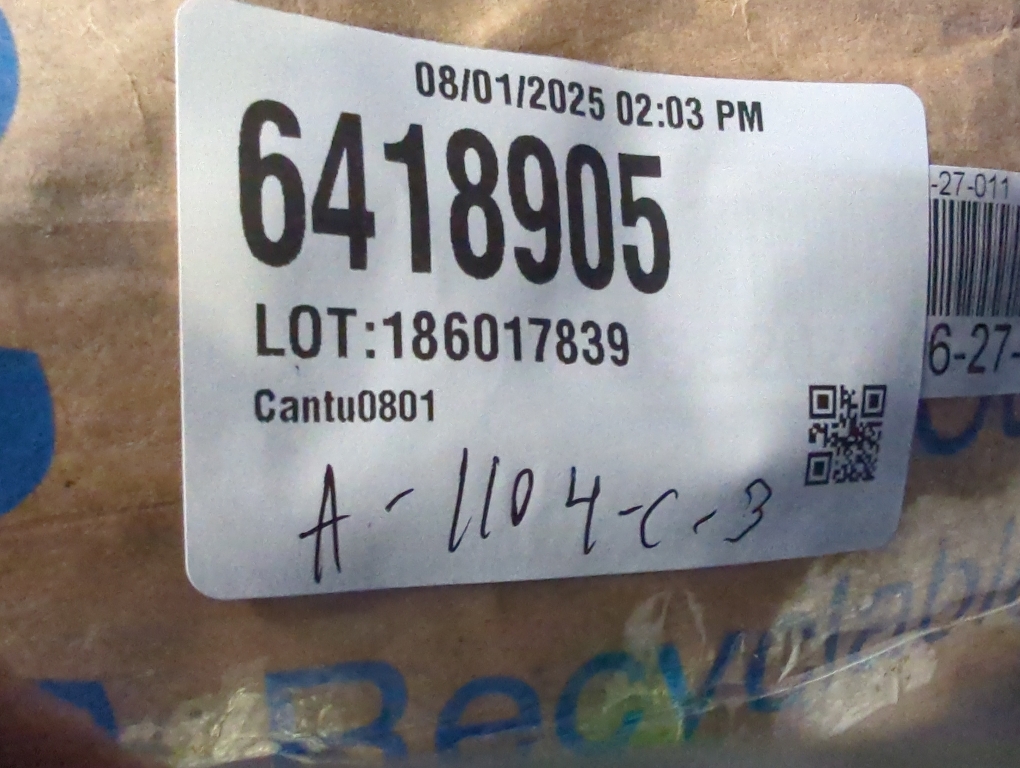 08/01/2025 02:03 PM
6418905
LOT:186017839
Cantu0801
A-1104-C-3
-27-011
6-27-
Recyclable